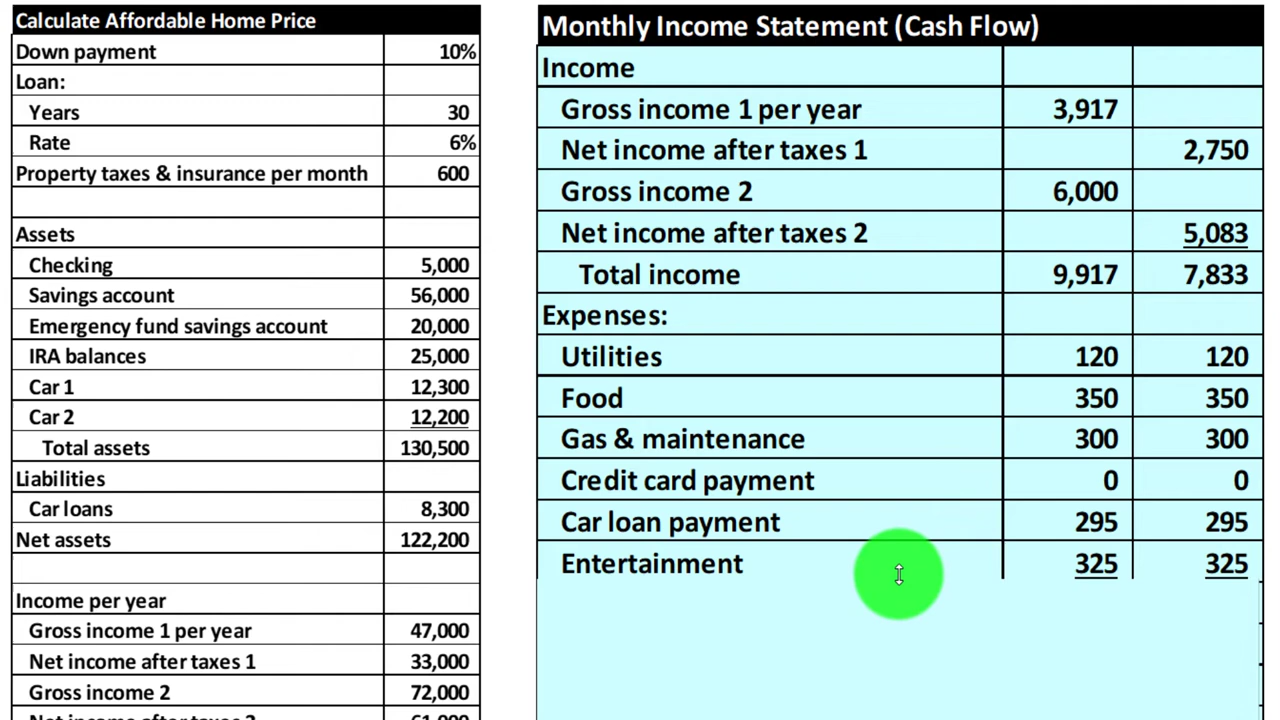 Calculate Affordable Home Price
Down payment 10%
Loan:
Years 30
Rate 6%
Property taxes & insurance per month 600
Assets
Checking 5,000
Savings account 56,000
Emergency fund savings account 20,000
IRA balances 25,000
Car 1 12,300
Car 2 12,200
Total assets 130,500
Liabilities
Car loans 8,300
Net assets 122,200
Income per year
Gross income 1 per year 47,000
Net income after taxes 1 33,000
Gross income 2 72,000
Net income after taxes 2 61,000
Monthly Income Statement (Cash Flow)
Income
Gross income 1 per year 3,917
Net income after taxes 1 2,750
Gross income 2 6,000
Net income after taxes 2 5,083
Total income 9,917 7,833
Expenses:
Utilities 120 120
Food 350 350
Gas & maintenance 300 300
Credit card payment 0 0
Car loan payment 295 295
Entertainment 325 325